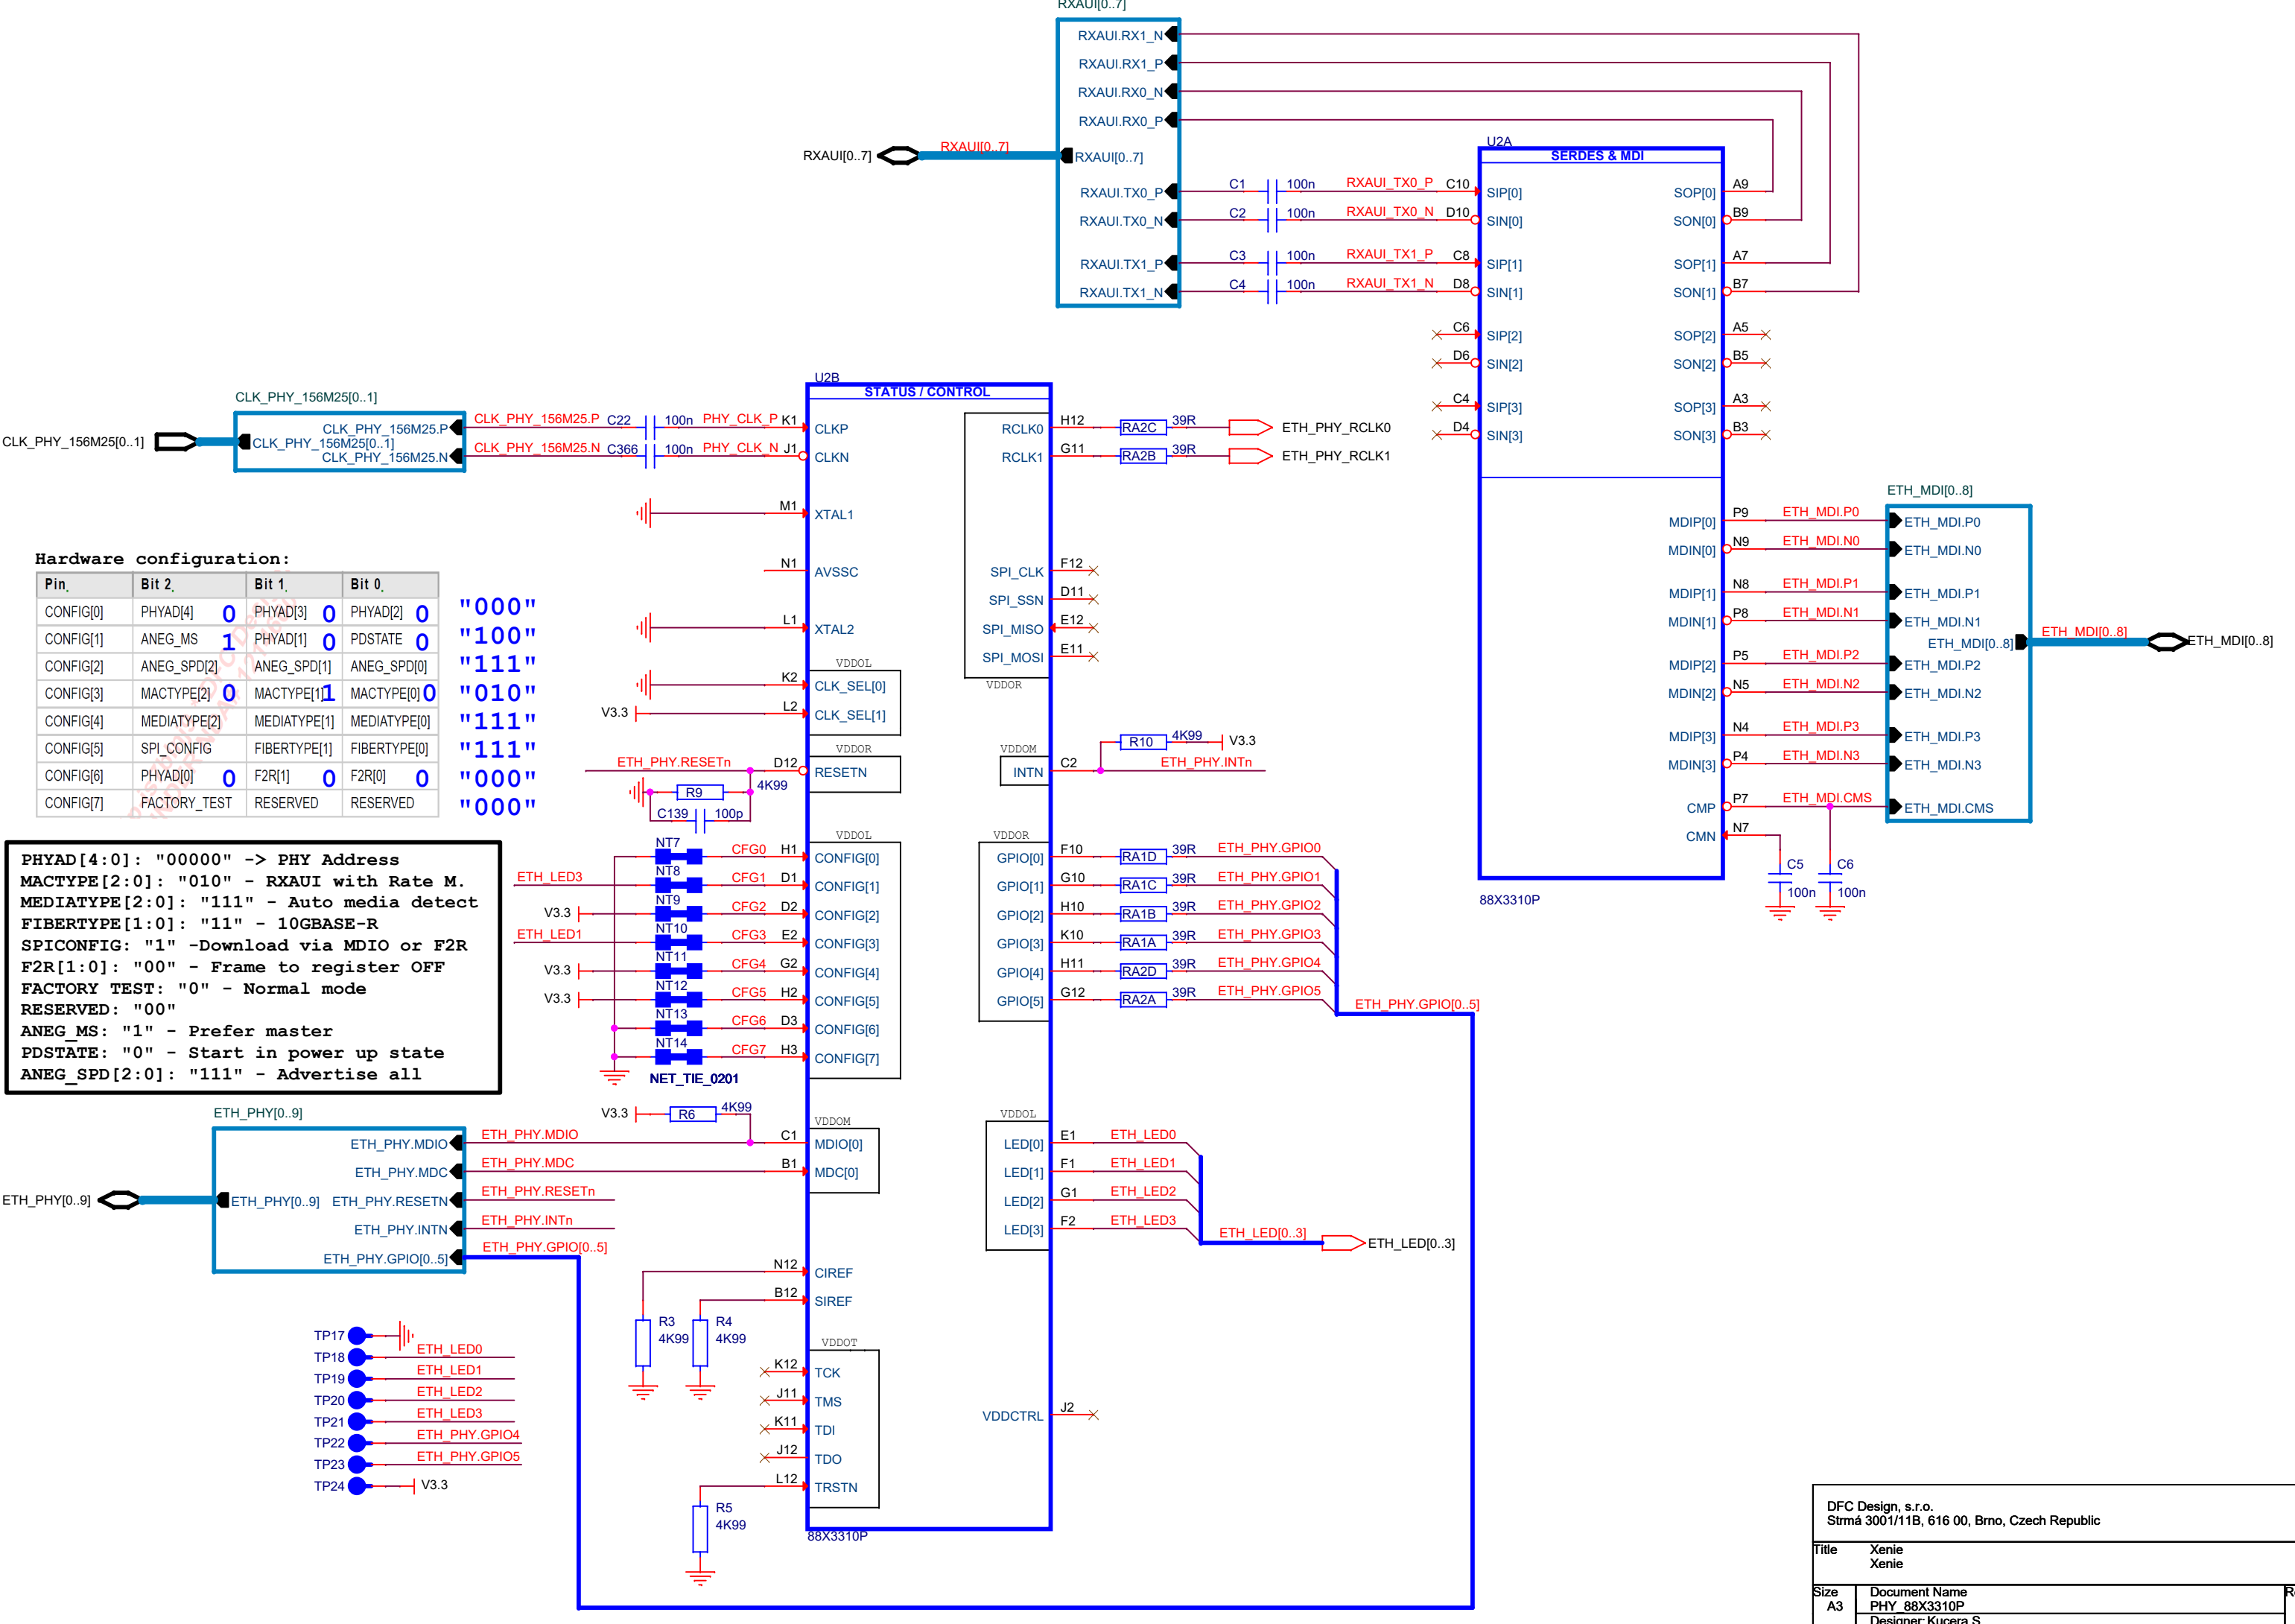 RXAUI[0..7]
RXAUI.RX1_N
RXAUI.RX1_P
RXAUI.RX0_N
RXAUI.RX0_P
RXAUI[0..7] RXAUI[0..7] RXAUI[0..7]
RXAUI.TX0_P C1 100n RXAUI_TX0_P C10
RXAUI.TX0_N C2 100n RXAUI_TX0_N D10
RXAUI.TX1_P C3 100n RXAUI_TX1_P C8
RXAUI.TX1_N C4 100n RXAUI_TX1_N D8
U2A
SERDES & MDI
SIP[0] SOP[0] A9
SIN[0] SON[0] B9
SIP[1] SOP[1] A7
SIN[1] SON[1] B7
C6 SIP[2] SOP[2] A5
D6 SIN[2] SON[2] B5
C4 SIP[3] SOP[3] A3
D4 SIN[3] SON[3] B3
MDIP[0] P9 ETH_MDI.P0 ETH_MDI.P0
MDIN[0] N9 ETH_MDI.N0 ETH_MDI.N0
MDIP[1] N8 ETH_MDI.P1 ETH_MDI.P1
MDIN[1] P8 ETH_MDI.N1 ETH_MDI.N1
MDIP[2] P5 ETH_MDI.P2 ETH_MDI.P2
MDIN[2] N5 ETH_MDI.N2 ETH_MDI.N2
MDIP[3] N4 ETH_MDI.P3 ETH_MDI.P3
MDIN[3] P4 ETH_MDI.N3 ETH_MDI.N3
CMP P7 ETH_MDI.CMS ETH_MDI.CMS
CMN N7
C5 100n
C6 100n
88X3310P
ETH_MDI[0..8]
ETH_MDI[0..8] ETH_MDI[0..8] ETH_MDI[0..8]
CLK_PHY_156M25[0..1]
CLK_PHY_156M25[0..1] CLK_PHY_156M25[0..1]
CLK_PHY_156M25.P CLK_PHY_156M25.P C22 100n PHY_CLK_P K1
CLK_PHY_156M25.N CLK_PHY_156M25.N C366 100n PHY_CLK_N J1
U2B
STATUS / CONTROL
CLKP
CLKN
M1 XTAL1
N1 AVSSC
L1 XTAL2
VDDOL
K2 CLK_SEL[0]
V3.3 L2 CLK_SEL[1]
VDDOR
ETH_PHY.RESETn D12 RESETN
R9 4K99
C139 100p
VDDOL
NT7 CFG0 H1 CONFIG[0]
ETH_LED3 NT8 CFG1 D1 CONFIG[1]
V3.3 NT9 CFG2 D2 CONFIG[2]
ETH_LED1 NT10 CFG3 E2 CONFIG[3]
V3.3 NT11 CFG4 G2 CONFIG[4]
V3.3 NT12 CFG5 H2 CONFIG[5]
NT13 CFG6 D3 CONFIG[6]
NT14 CFG7 H3 CONFIG[7]
NET_TIE_0201
V3.3 R6 4K99
VDDOM
C1 MDIO[0]
B1 MDC[0]
N12 CIREF
B12 SIREF
R3 4K99
R4 4K99
VDDOT
K12 TCK
J11 TMS
K11 TDI
J12 TDO
L12 TRSTN
R5 4K99
88X3310P
RCLK0 H12 RA2C 39R ETH_PHY_RCLK0
RCLK1 G11 RA2B 39R ETH_PHY_RCLK1
SPI_CLK F12
SPI_SSN D11
SPI_MISO E12
SPI_MOSI E11
VDDOR
VDDOM
INTN C2 ETH_PHY.INTn
R10 4K99 V3.3
VDDOR
GPIO[0] F10 RA1D 39R ETH_PHY.GPIO0
GPIO[1] G10 RA1C 39R ETH_PHY.GPIO1
GPIO[2] H10 RA1B 39R ETH_PHY.GPIO2
GPIO[3] K10 RA1A 39R ETH_PHY.GPIO3
GPIO[4] H11 RA2D 39R ETH_PHY.GPIO4
GPIO[5] G12 RA2A 39R ETH_PHY.GPIO5
ETH_PHY.GPIO[0..5]
VDDOL
LED[0] E1 ETH_LED0
LED[1] F1 ETH_LED1
LED[2] G1 ETH_LED2
LED[3] F2 ETH_LED3
ETH_LED[0..3] ETH_LED[0..3]
VDDCTRL J2
Hardware configuration:
Pin Bit 2 Bit 1 Bit 0
CONFIG[0] PHYAD[4] 0 PHYAD[3] 0 PHYAD[2] 0 "000"
CONFIG[1] ANEG_MS 1 PHYAD[1] 0 PDSTATE 0 "100"
CONFIG[2] ANEG_SPD[2] ANEG_SPD[1] ANEG_SPD[0] "111"
CONFIG[3] MACTYPE[2] 0 MACTYPE[1] 1 MACTYPE[0] 0 "010"
CONFIG[4] MEDIATYPE[2] MEDIATYPE[1] MEDIATYPE[0] "111"
CONFIG[5] SPI_CONFIG FIBERTYPE[1] FIBERTYPE[0] "111"
CONFIG[6] PHYAD[0] 0 F2R[1] 0 F2R[0] 0 "000"
CONFIG[7] FACTORY_TEST RESERVED RESERVED "000"
PHYAD[4:0]: "00000" -> PHY Address
MACTYPE[2:0]: "010" - RXAUI with Rate M.
MEDIATYPE[2:0]: "111" - Auto media detect
FIBERTYPE[1:0]: "11" - 10GBASE-R
SPICONFIG: "1" -Download via MDIO or F2R
F2R[1:0]: "00" - Frame to register OFF
FACTORY TEST: "0" - Normal mode
RESERVED: "00"
ANEG_MS: "1" - Prefer master
PDSTATE: "0" - Start in power up state
ANEG_SPD[2:0]: "111" - Advertise all
ETH_PHY[0..9]
ETH_PHY.MDIO ETH_PHY.MDIO
ETH_PHY.MDC ETH_PHY.MDC
ETH_PHY[0..9] ETH_PHY[0..9] ETH_PHY.RESETN ETH_PHY.RESETn
ETH_PHY.INTN ETH_PHY.INTn
ETH_PHY.GPIO[0..5] ETH_PHY.GPIO[0..5]
TP17
TP18 ETH_LED0
TP19 ETH_LED1
TP20 ETH_LED2
TP21 ETH_LED3
TP22 ETH_PHY.GPIO4
TP23 ETH_PHY.GPIO5
TP24 V3.3
DFC Design, s.r.o.
Strmá 3001/11B, 616 00, Brno, Czech Republic
Title Xenie
Xenie
Size Document Name
A3 PHY_88X3310P
Designer: Kucera S.